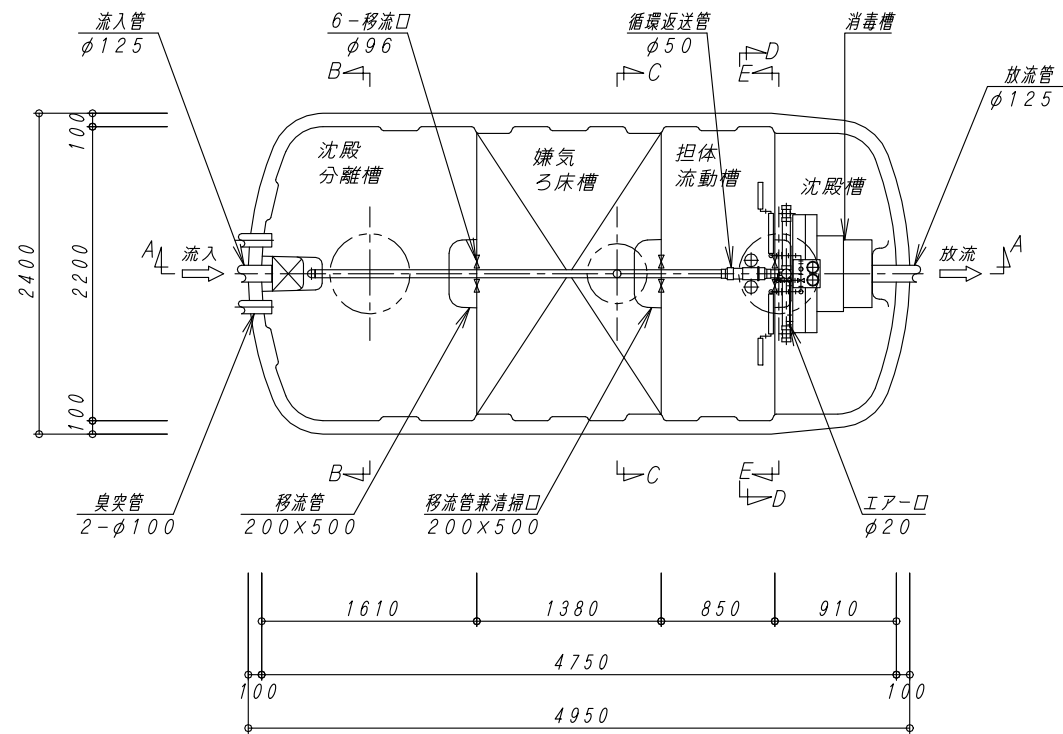 流入管
φ125
6-移流口
φ96
循環返送管
φ50
消毒槽
放流管
φ125
B
C
D
E
沈殿
分離槽
嫌気
ろ床槽
担体
流動槽
沈殿槽
100
2200
2400
100
A
流入
放流
A
B
C
E
D
臭突管
2-φ100
移流管
200×500
移流管兼清掃口
200×500
エアー口
φ20
1610
1380
850
910
4750
100
100
4950